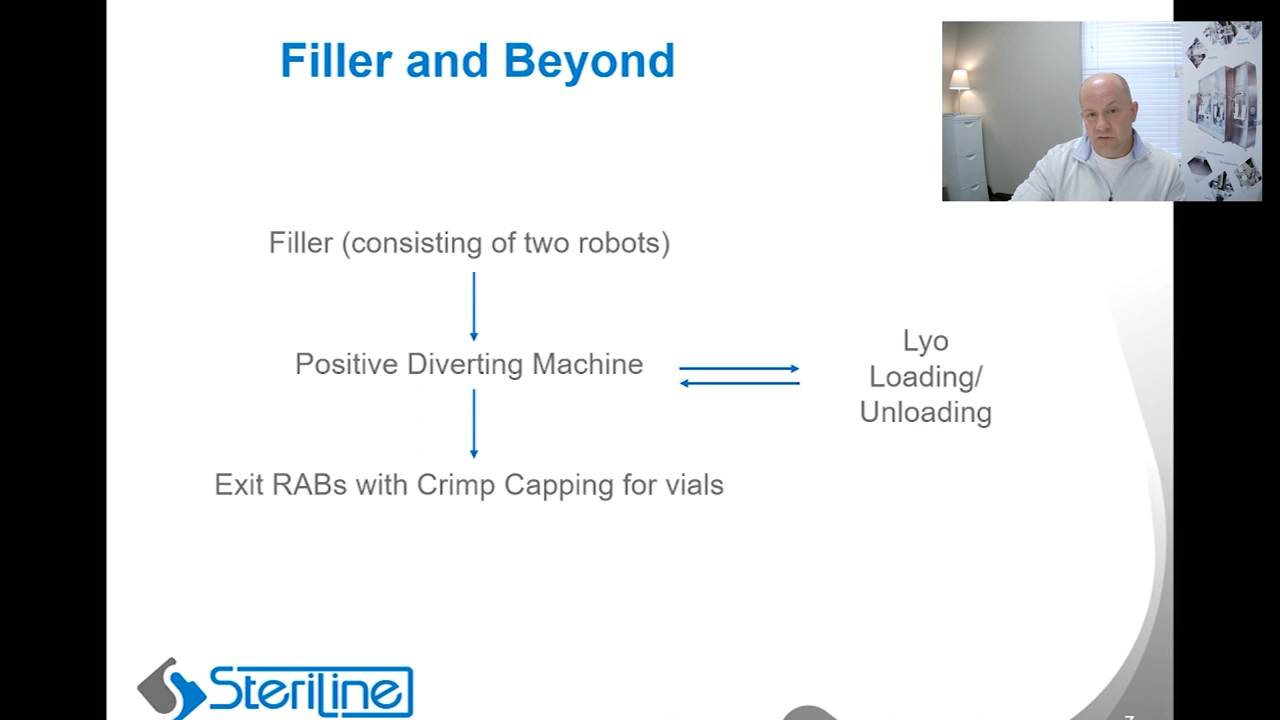 Filler and Beyond
Filler (consisting of two robots)
Positive Diverting Machine
Lyo
Loading/
Unloading
Exit RABs with Crimp Capping for vials
SteriLine